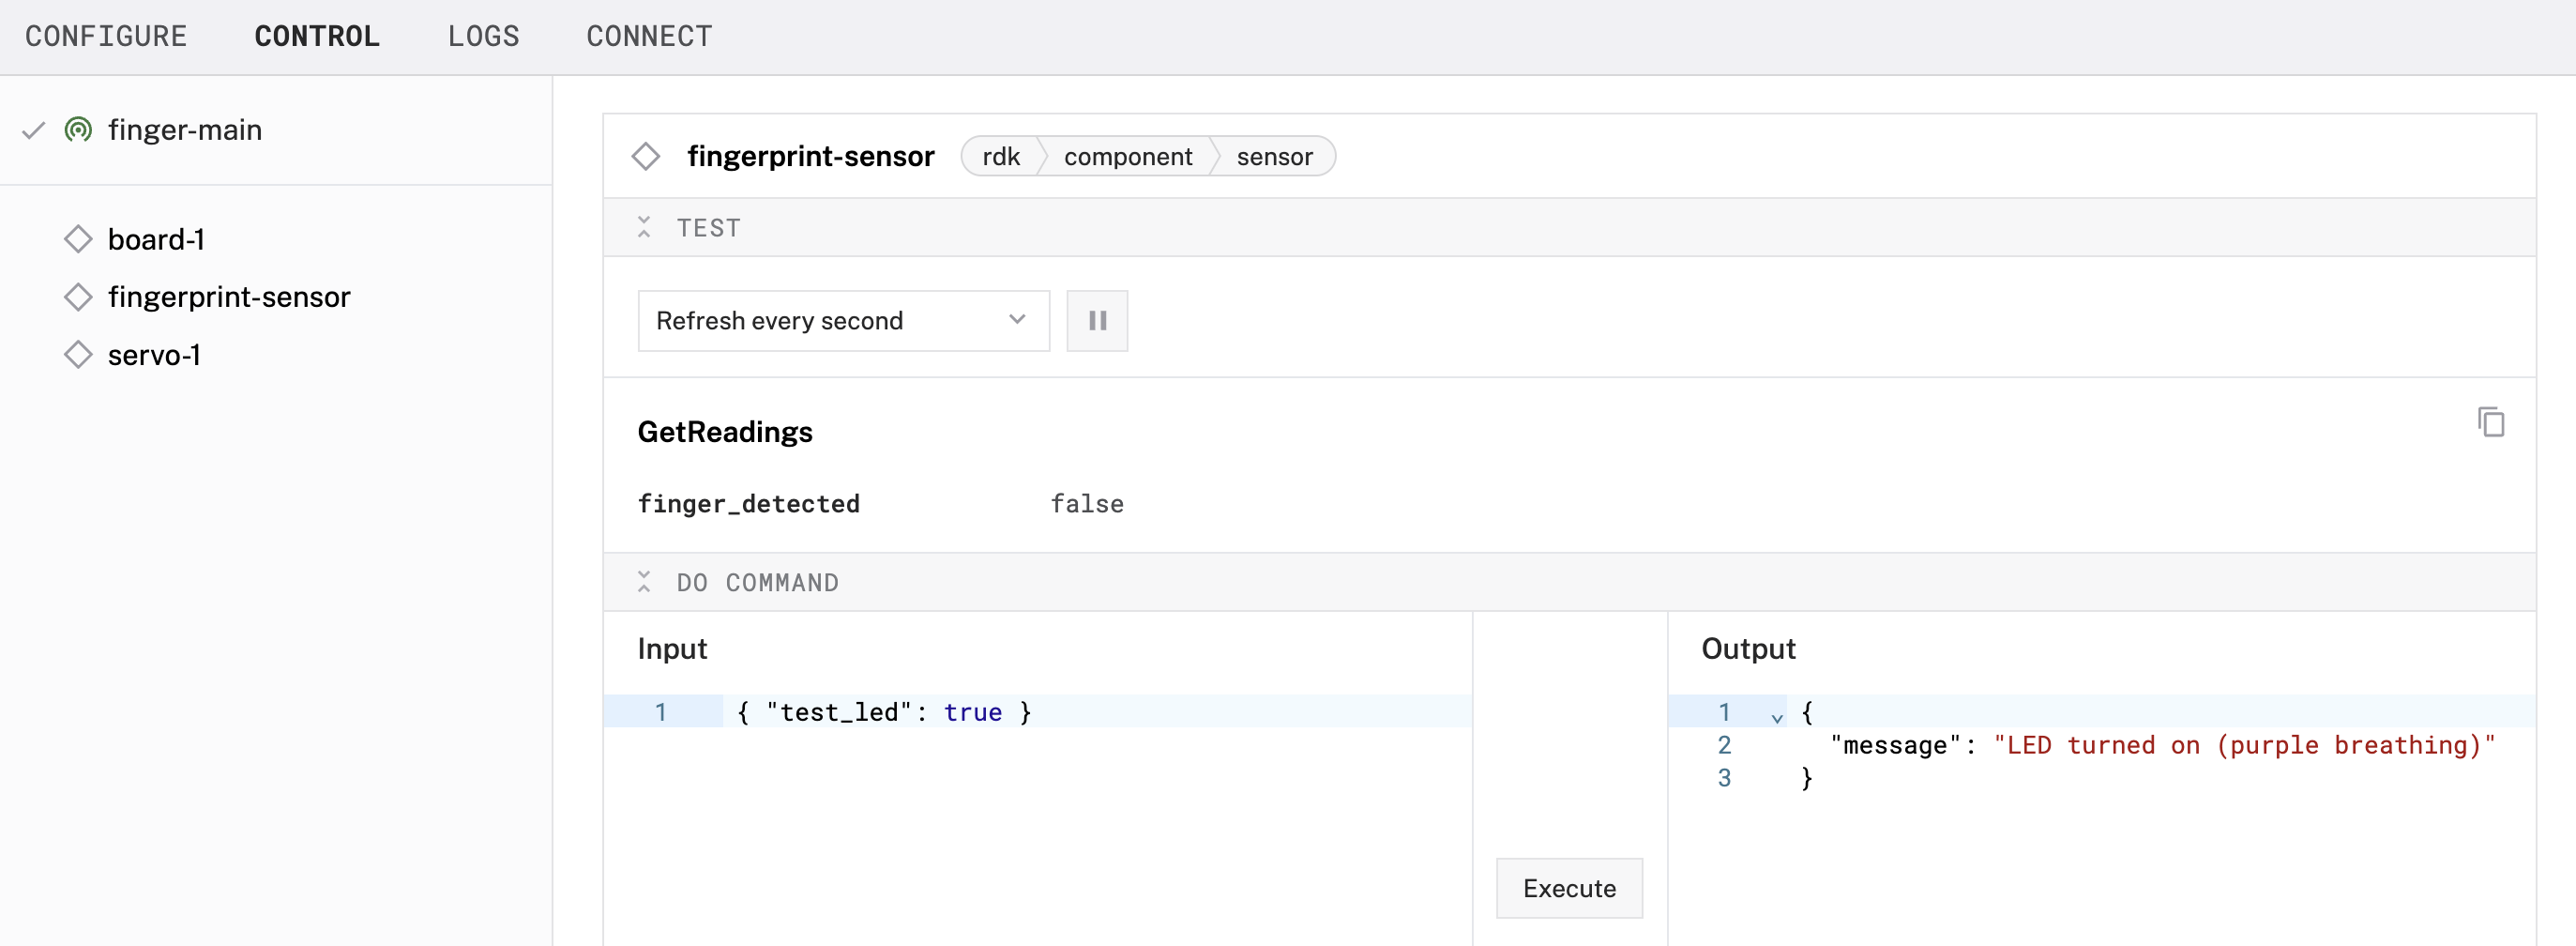 CONFIGURE CONTROL LOGS CONNECT
finger-main
board-1
fingerprint-sensor
servo-1
fingerprint-sensor rdk component sensor
TEST
Refresh every second
GetReadings
finger_detected false
DO COMMAND
Input
1 { "test_led": true }
Execute
Output
1 {
2 "message": "LED turned on (purple breathing)"
3 }